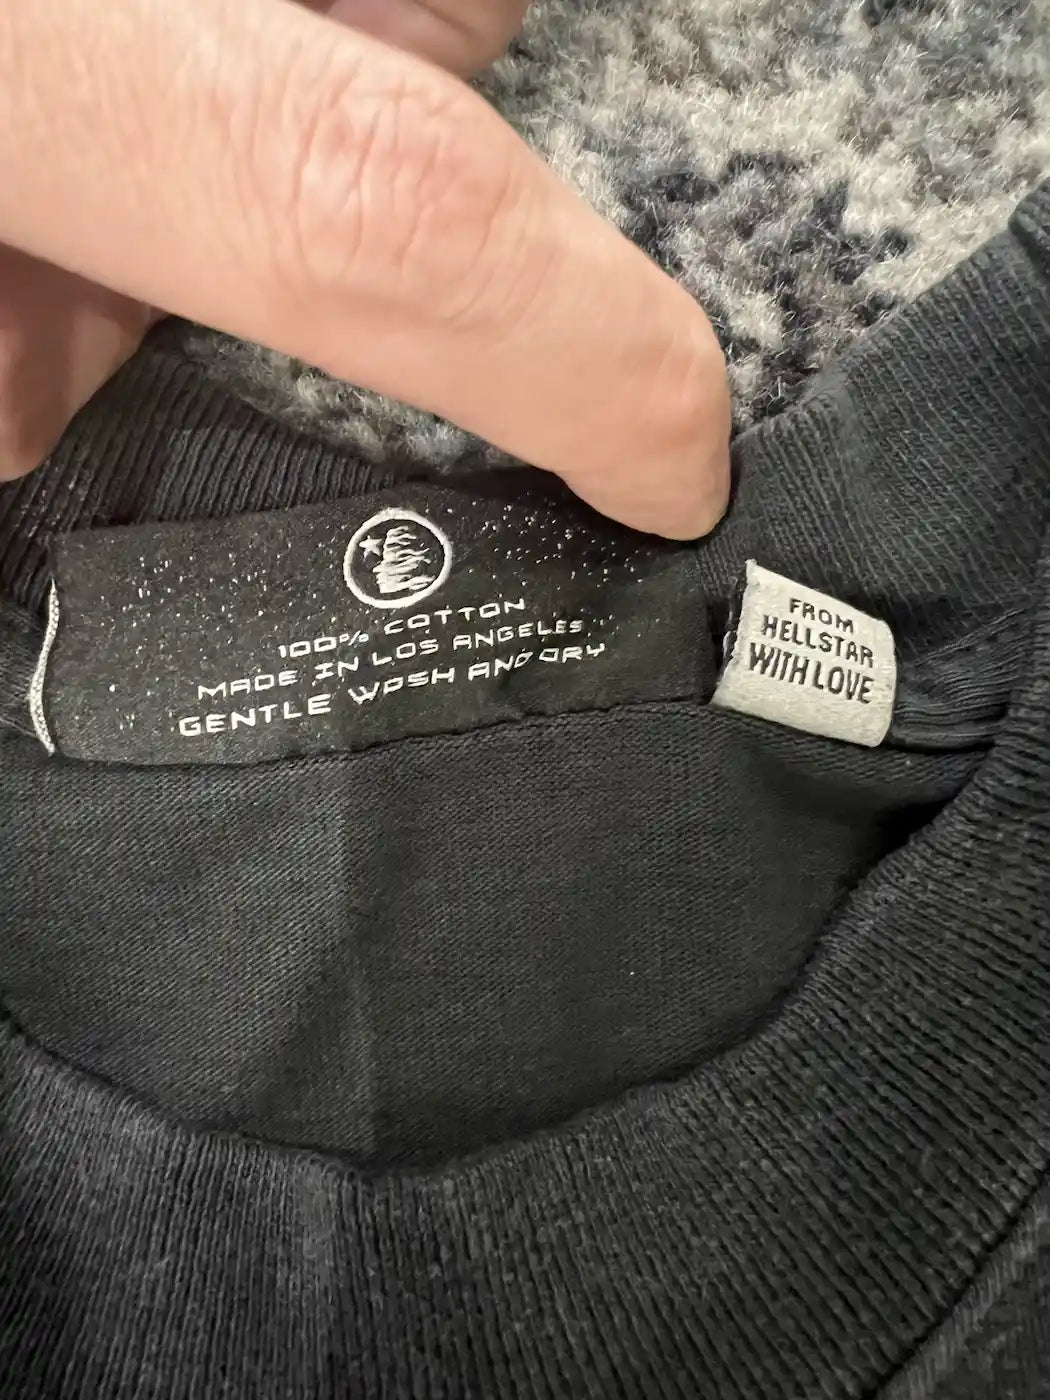 100% COTTON
MADE IN LOS ANGELES
GENTLE WASH AND DRY
FROM
HELLSTAR
WITH LOVE